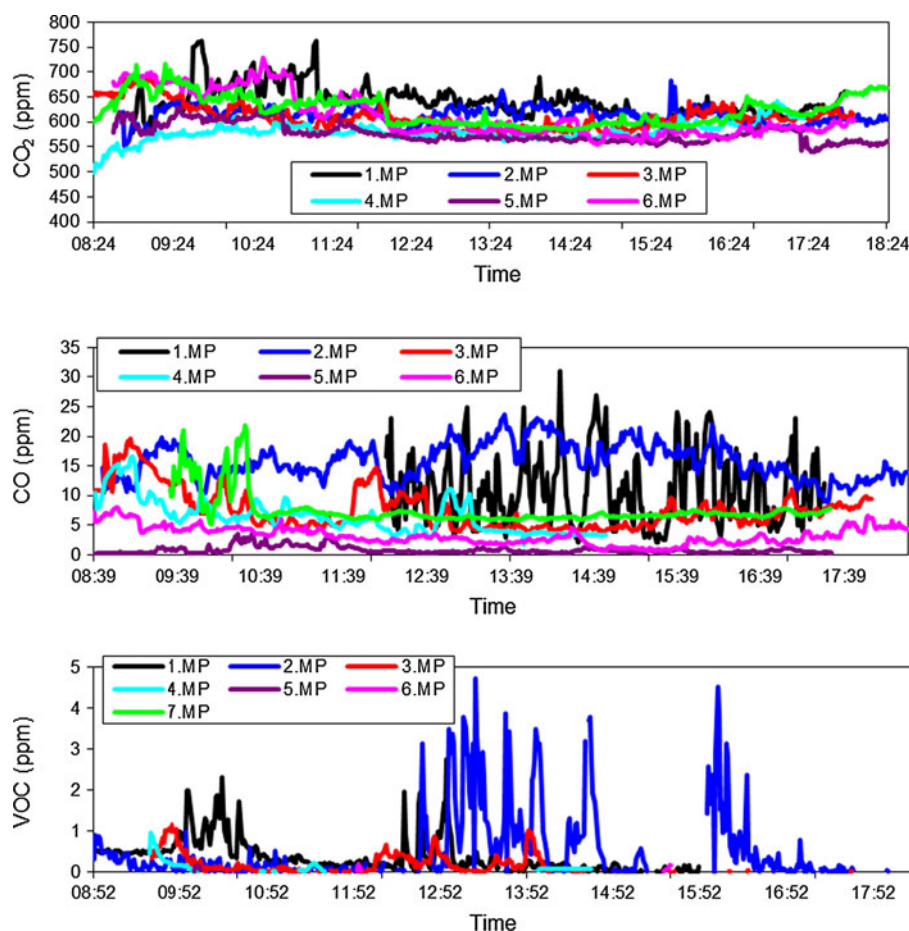 800
750
700
650
600
550
500
450
400
CO2 (ppm)
1.MP 2.MP 3.MP
4.MP 5.MP 6.MP
08:24 09:24 10:24 11:24 12:24 13:24 14:24 15:24 16:24 17:24 18:24
Time
35
30
25
20
15
10
5
0
CO (ppm)
1.MP 2.MP 3.MP
4.MP 5.MP 6.MP
08:39 09:39 10:39 11:39 12:39 13:39 14:39 15:39 16:39 17:39
Time
5
4
3
2
1
0
VOC (ppm)
1.MP 2.MP 3.MP
4.MP 5.MP 6.MP
7.MP
08:52 09:52 10:52 11:52 12:52 13:52 14:52 15:52 16:52 17:52
Time